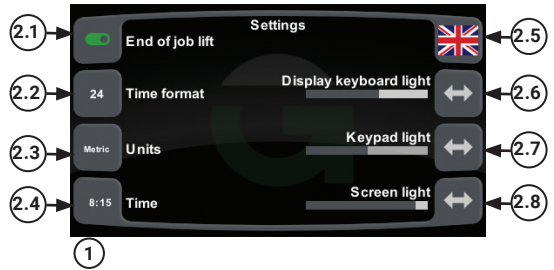 Settings
2.1
End of job lift
2.5
2.2
24
Time format
Display keyboard light
2.6
2.3
Metric
Units
Keypad light
2.7
2.4
8:15
Time
Screen light
2.8
1